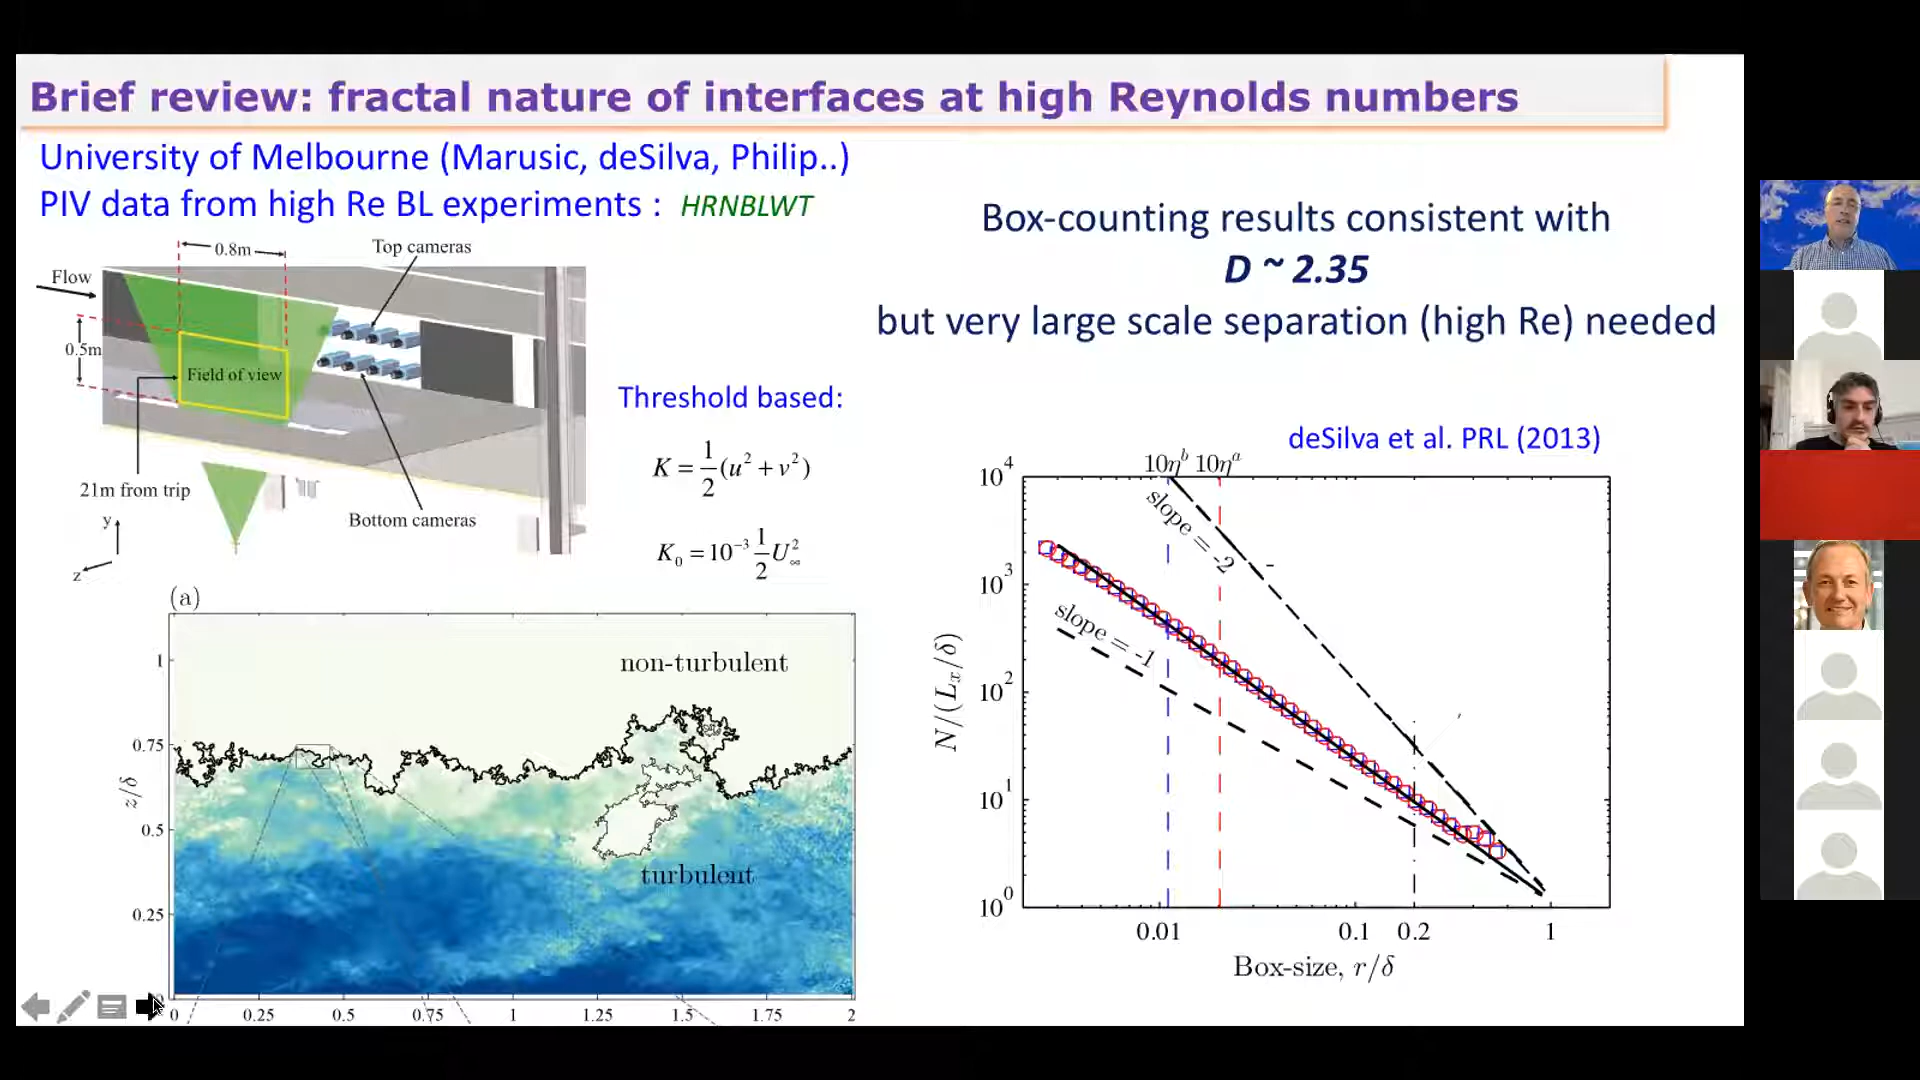 Brief review: fractal nature of interfaces at high Reynolds numbers
University of Melbourne (Marusic, deSilva, Philip..)
PIV data from high Re BL experiments : HRNBLWT
0.8m
Top cameras
Flow
0.5m
Field of view
21m from trip
Bottom cameras
y
z
Threshold based:
K = 1/2 (u² + v²)
K₀ = 10⁻³ 1/2 U∞²
Box-counting results consistent with
D ~ 2.35
but very large scale separation (high Re) needed
deSilva et al. PRL (2013)
(a)
non-turbulent
turbulent
z/δ
1
0.75
0.5
0.25
0 0.25 0.5 0.75 1 1.25 1.5 1.75 2
10ηᵇ 10ηᵃ
slope = -2
slope = -1
N/(Lₓ/δ)
10⁴
10³
10²
10¹
10⁰
0.01 0.1 0.2 1
Box-size, r/δ